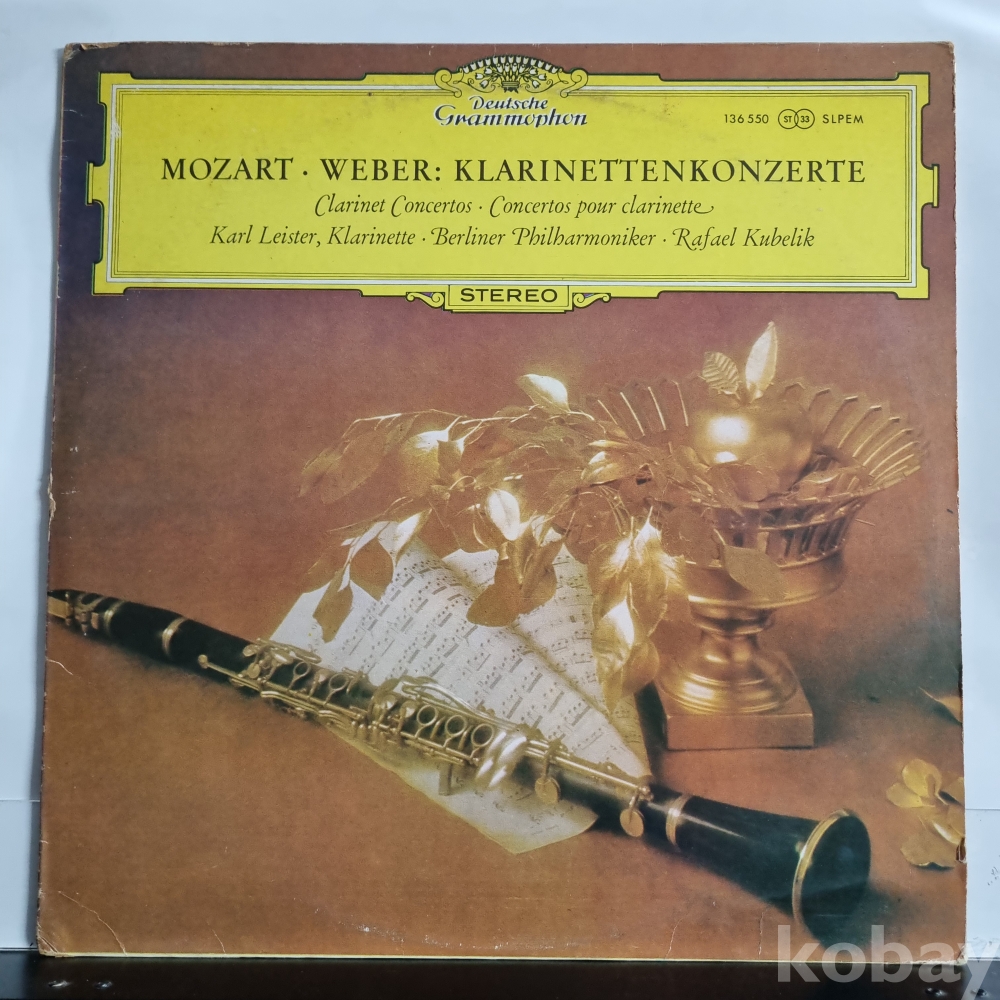 Deutsche
Grammophon
136 550 ST 33 SLPEM
MOZART · WEBER: KLARINETTENKONZERTE
Clarinet Concertos · Concertos pour clarinette
Karl Leister, Klarinette · Berliner Philharmoniker · Rafael Kubelik
STEREO
kobay